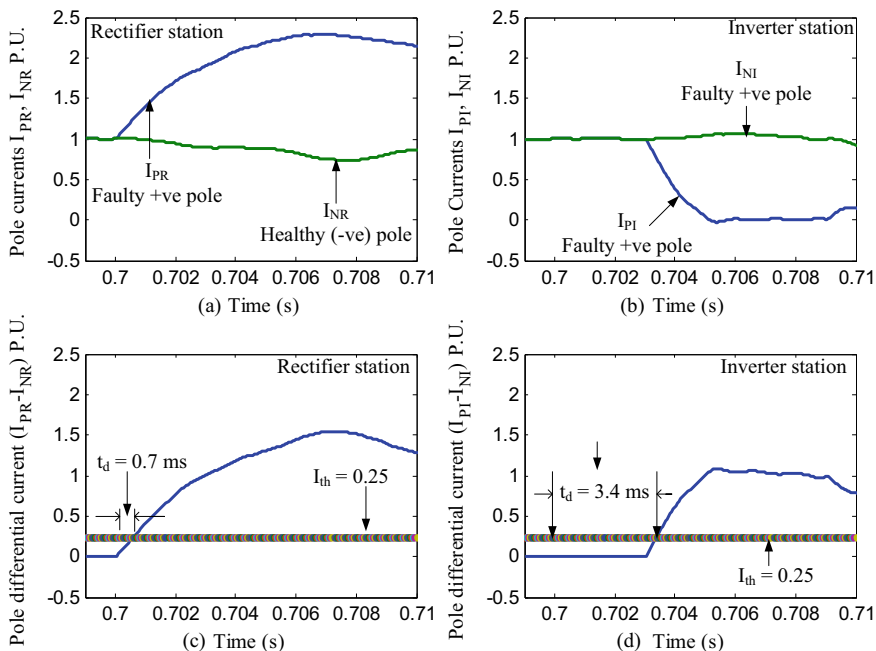 Pole currents I_PR, I_NR P.U.
2.5
2
1.5
1
0.5
0
-0.5
Rectifier station
I_PR
Faulty +ve pole
I_NR
Healthy (-ve) pole
0.7
0.702
0.704
0.706
0.708
0.71
(a) Time (s)
Pole Currents I_PI, I_NI P.U.
2.5
2
1.5
1
0.5
0
-0.5
Inverter station
I_NI
Faulty +ve pole
I_PI
Faulty +ve pole
0.7
0.702
0.704
0.706
0.708
0.71
(b) Time (s)
Pole differential current (I_PR-I_NR) P.U.
2.5
2
1.5
1
0.5
0
-0.5
Rectifier station
t_d = 0.7 ms
I_th = 0.25
0.7
0.702
0.704
0.706
0.708
0.71
(c) Time (s)
Pole differential current (I_PI-I_NI) P.U.
2.5
2
1.5
1
0.5
0
-0.5
Inverter station
t_d = 3.4 ms
I_th = 0.25
0.7
0.702
0.704
0.706
0.708
0.71
(d) Time (s)